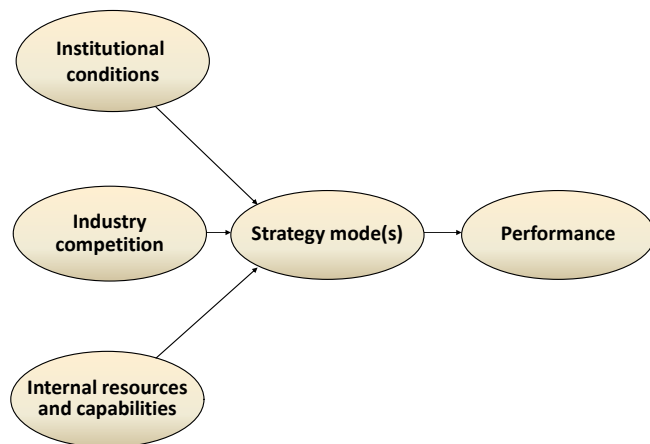 Institutional
conditions
Industry
competition
Strategy mode(s)
Performance
Internal resources
and capabilities